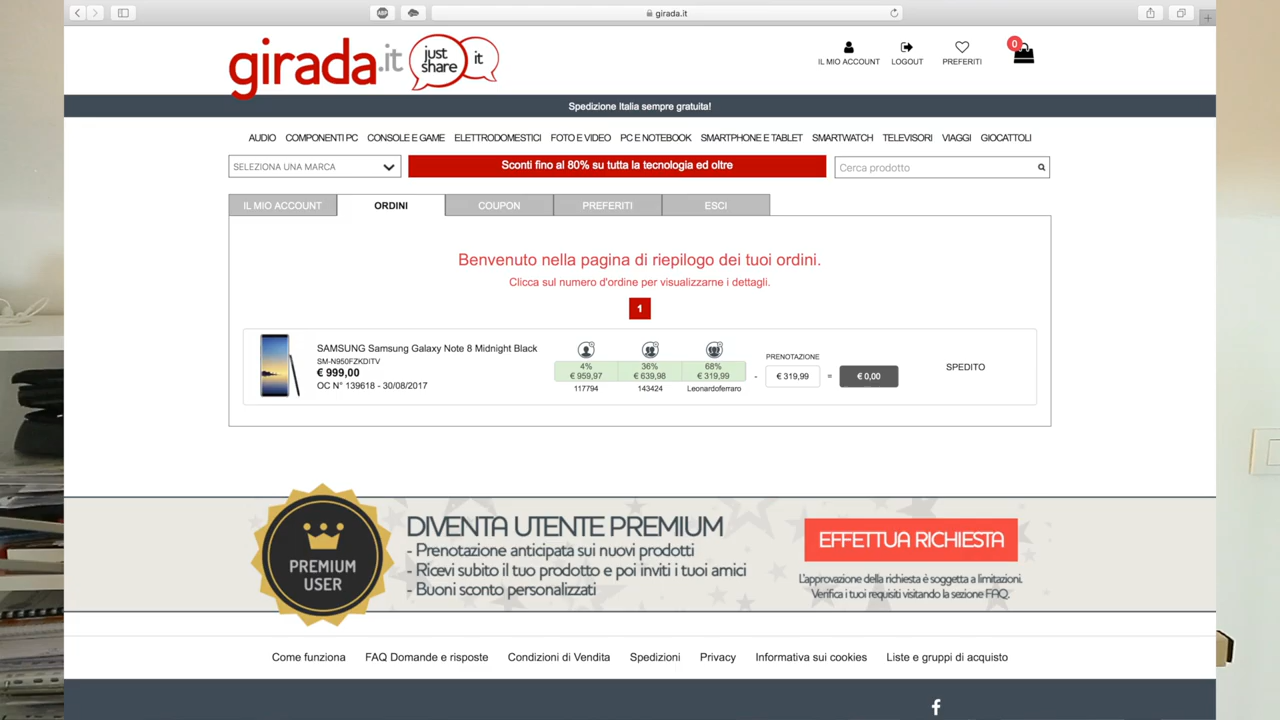 ABP
girada.it
girada.it
just
share
it
0
IL MIO ACCOUNT
LOGOUT
PREFERITI
Spedizione Italia sempre gratuita!
AUDIO COMPONENTI PC CONSOLE E GAME ELETTRODOMESTICI FOTO E VIDEO PC E NOTEBOOK SMARTPHONE E TABLET SMARTWATCH TELEVISORI VIAGGI GIOCATTOLI
SELEZIONA UNA MARCA
Sconti fino al 80% su tutta la tecnologia ed oltre
Cerca prodotto
IL MIO ACCOUNT ORDINI COUPON PREFERITI ESCI
Benvenuto nella pagina di riepilogo dei tuoi ordini.
Clicca sul numero d'ordine per visualizzarne i dettagli.
1
SAMSUNG Samsung Galaxy Note 8 Midnight Black
SM-N950FZKDITV
€ 999,00
OC N° 139618 - 30/08/2017
4% 36% 68%
€ 959,97 € 639,98 € 319,99
117794 143424 Leonardoferraro
PRENOTAZIONE
- € 319,99 = € 0,00
SPEDITO
PREMIUM
USER
DIVENTA UTENTE PREMIUM
- Prenotazione anticipata sui nuovi prodotti
- Ricevi subito il tuo prodotto e poi inviti i tuoi amici
- Buoni sconto personalizzati
EFFETTUA RICHIESTA
L'approvazione della richiesta è soggetta a limitazioni.
Verifica i tuoi requisiti visitando la sezione FAQ.
Come funziona FAQ Domande e risposte Condizioni di Vendita Spedizioni Privacy Informativa sui cookies Liste e gruppi di acquisto